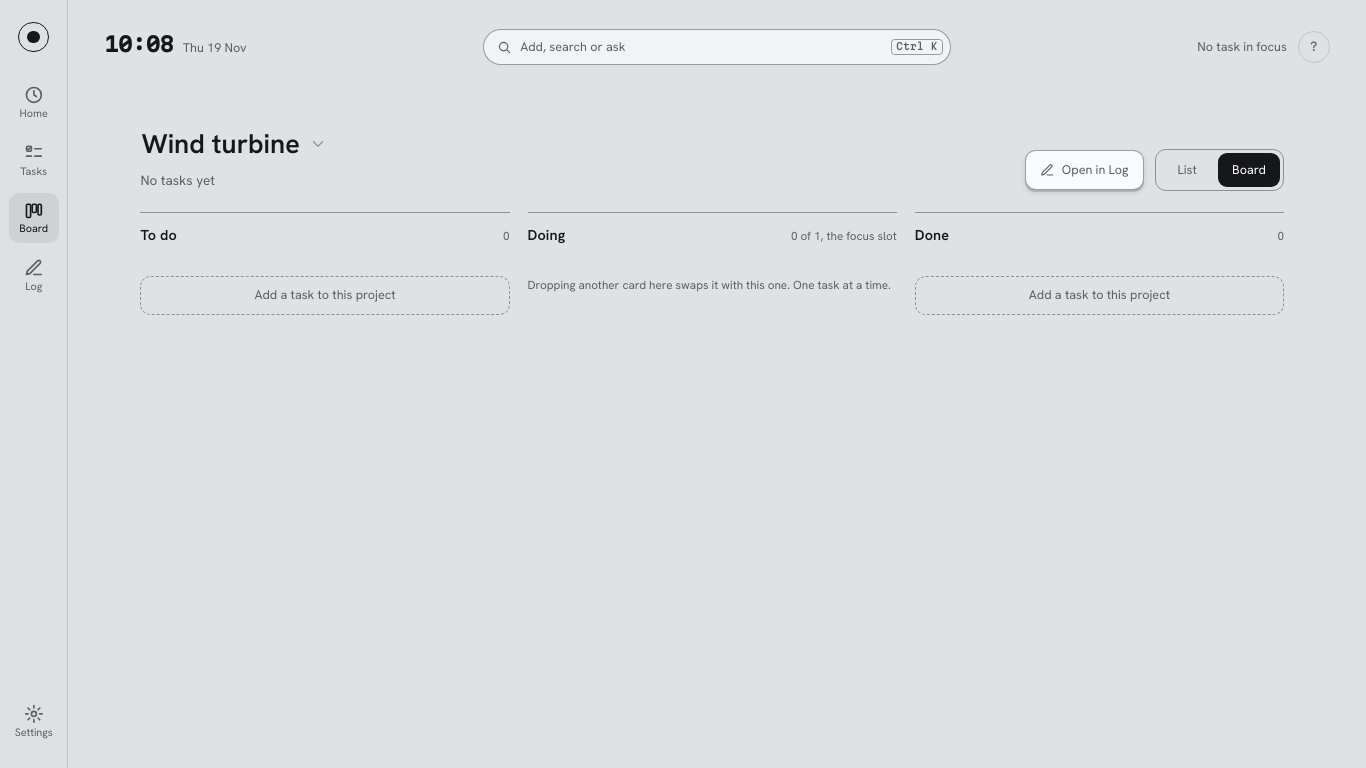 10:08 Thu 19 Nov
Add, search or ask
Ctrl K
No task in focus
?
Home
Tasks
Board
Log
Settings
Wind turbine
No tasks yet
Open in Log
List
Board
To do
0
Add a task to this project
Doing
0 of 1, the focus slot
Dropping another card here swaps it with this one. One task at a time.
Done
0
Add a task to this project